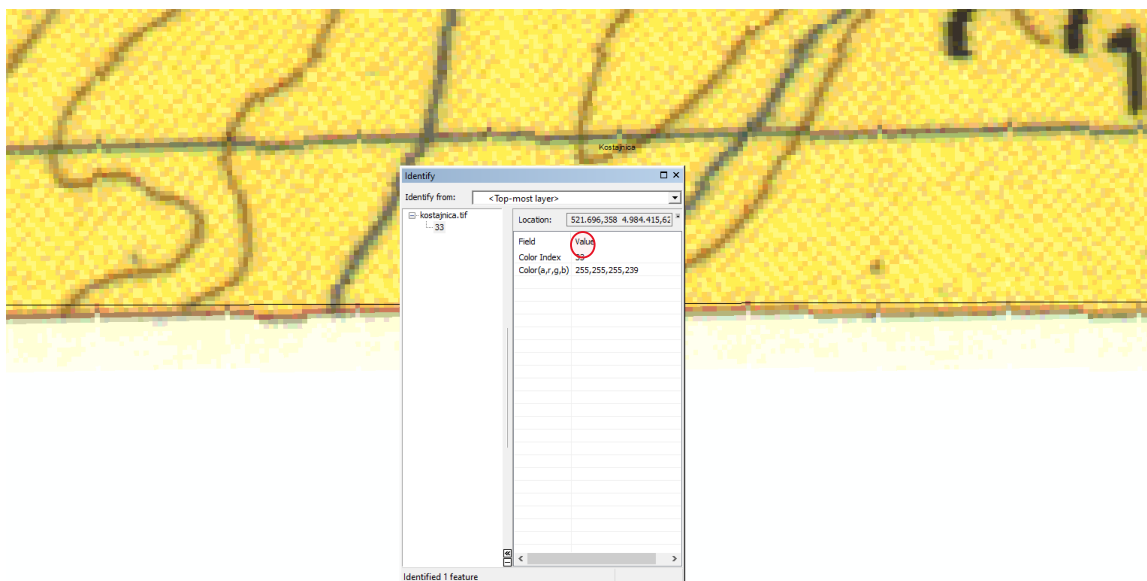 Kostajnica
Identify
Identify from: <Top-most layer>
kostajnica.tif
33
Location: 521.696,358 4.984.415,62
Field Value
Color Index 33
Color(a,r,g,b) 255,255,255,239
Identified 1 feature